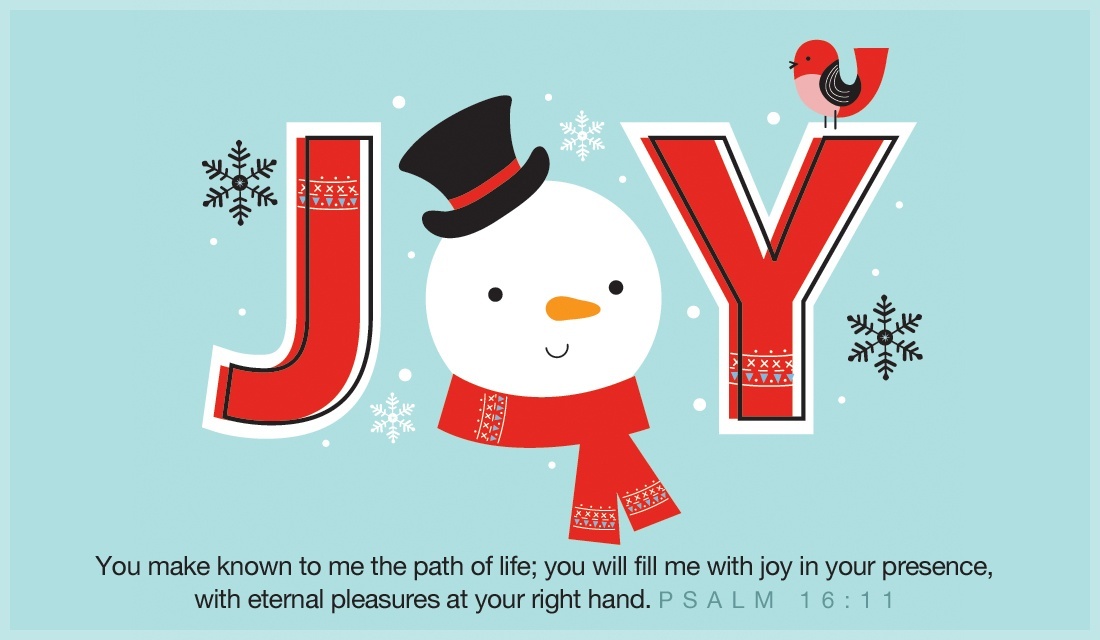 JOY
You make known to me the path of life; you will fill me with joy in your presence,
with eternal pleasures at your right hand. PSALM 16:11